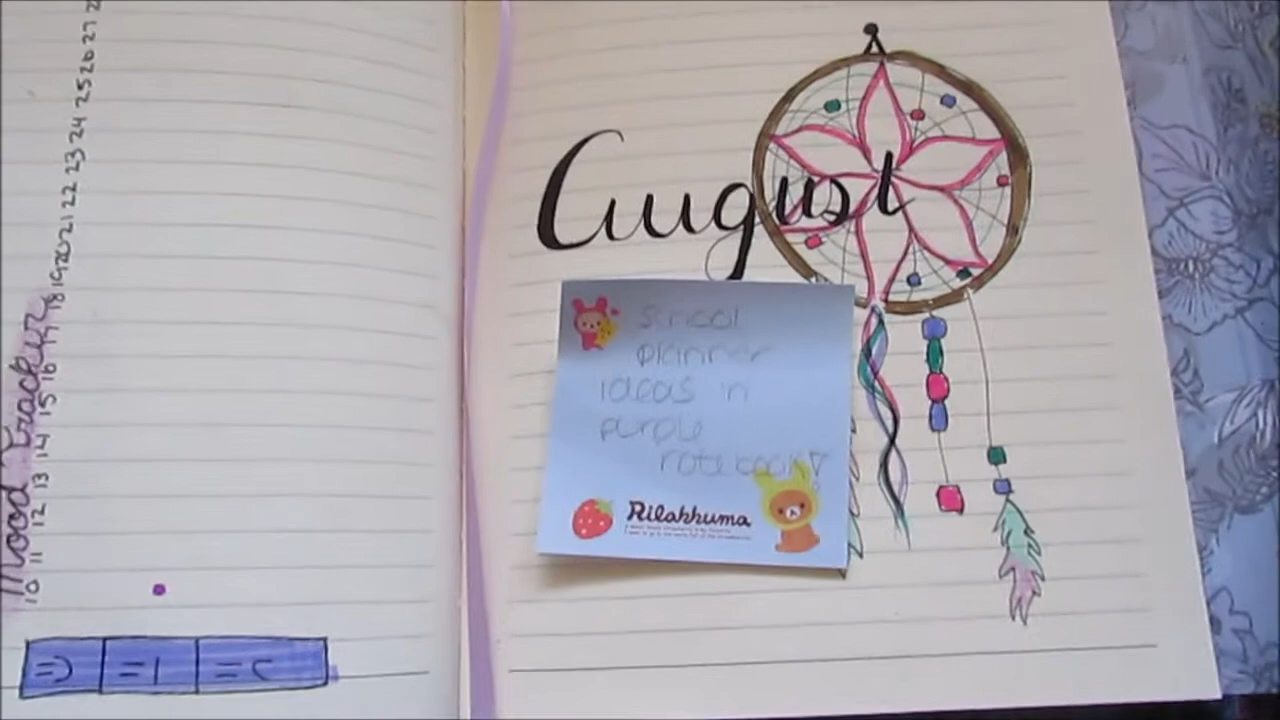 Mood Tracker
10 11 12 13 14 15 16 17 18 19 20 21 22 23 24 25 26 27
=) =| =(
August
School
planner
ideas in
purple
notebook!
Rilakkuma